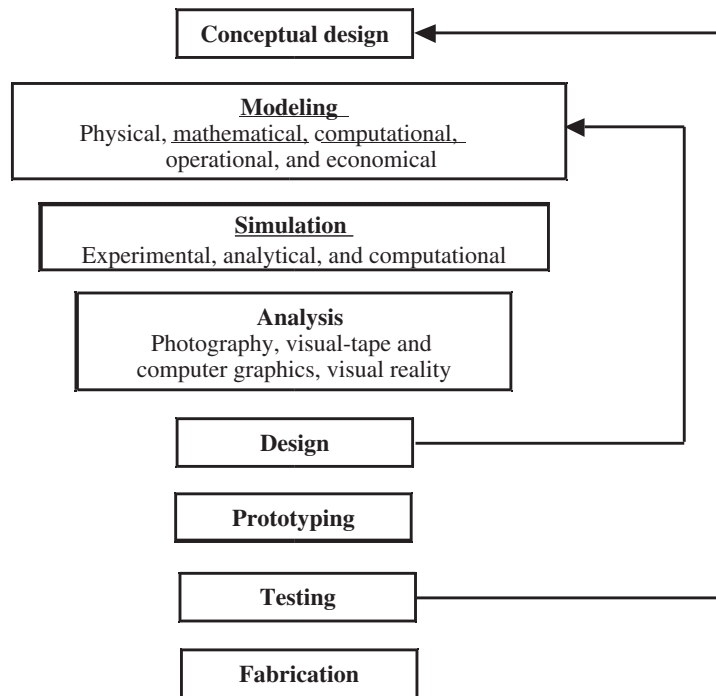 Conceptual design
Modeling
Physical, mathematical, computational,
operational, and economical
Simulation
Experimental, analytical, and computational
Analysis
Photography, visual-tape and
computer graphics, visual reality
Design
Prototyping
Testing
Fabrication